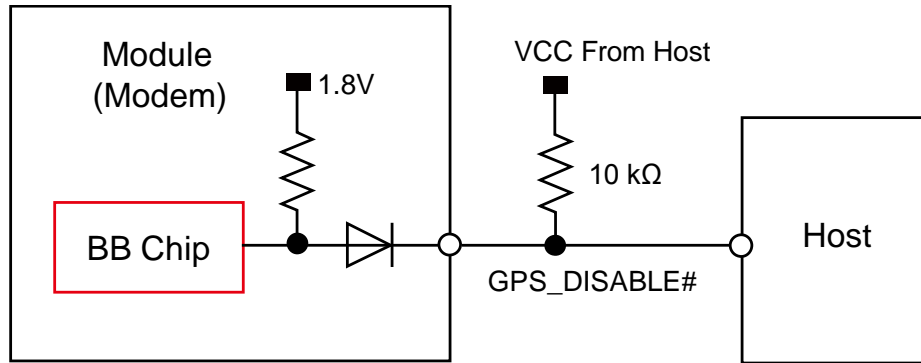 Module
(Modem)
1.8V
VCC From Host
10 kΩ
BB Chip
GPS_DISABLE#
Host